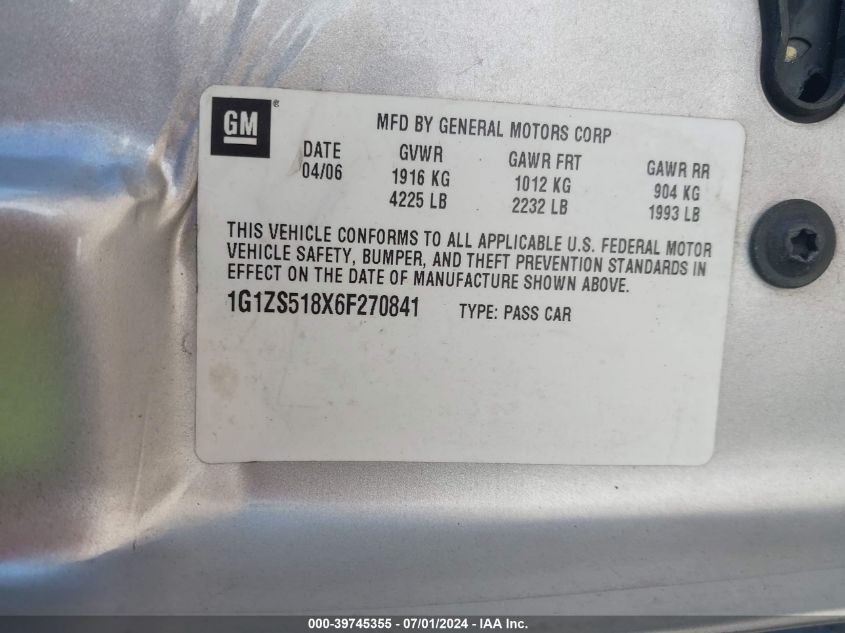 GM®
MFD BY GENERAL MOTORS CORP
DATE GVWR GAWR FRT GAWR RR
04/06 1916 KG 1012 KG 904 KG
4225 LB 2232 LB 1993 LB
THIS VEHICLE CONFORMS TO ALL APPLICABLE U.S. FEDERAL MOTOR
VEHICLE SAFETY, BUMPER, AND THEFT PREVENTION STANDARDS IN
EFFECT ON THE DATE OF MANUFACTURE SHOWN ABOVE.
1G1ZS518X6F270841 TYPE: PASS CAR
000-39745355 - 07/01/2024 - IAA Inc.